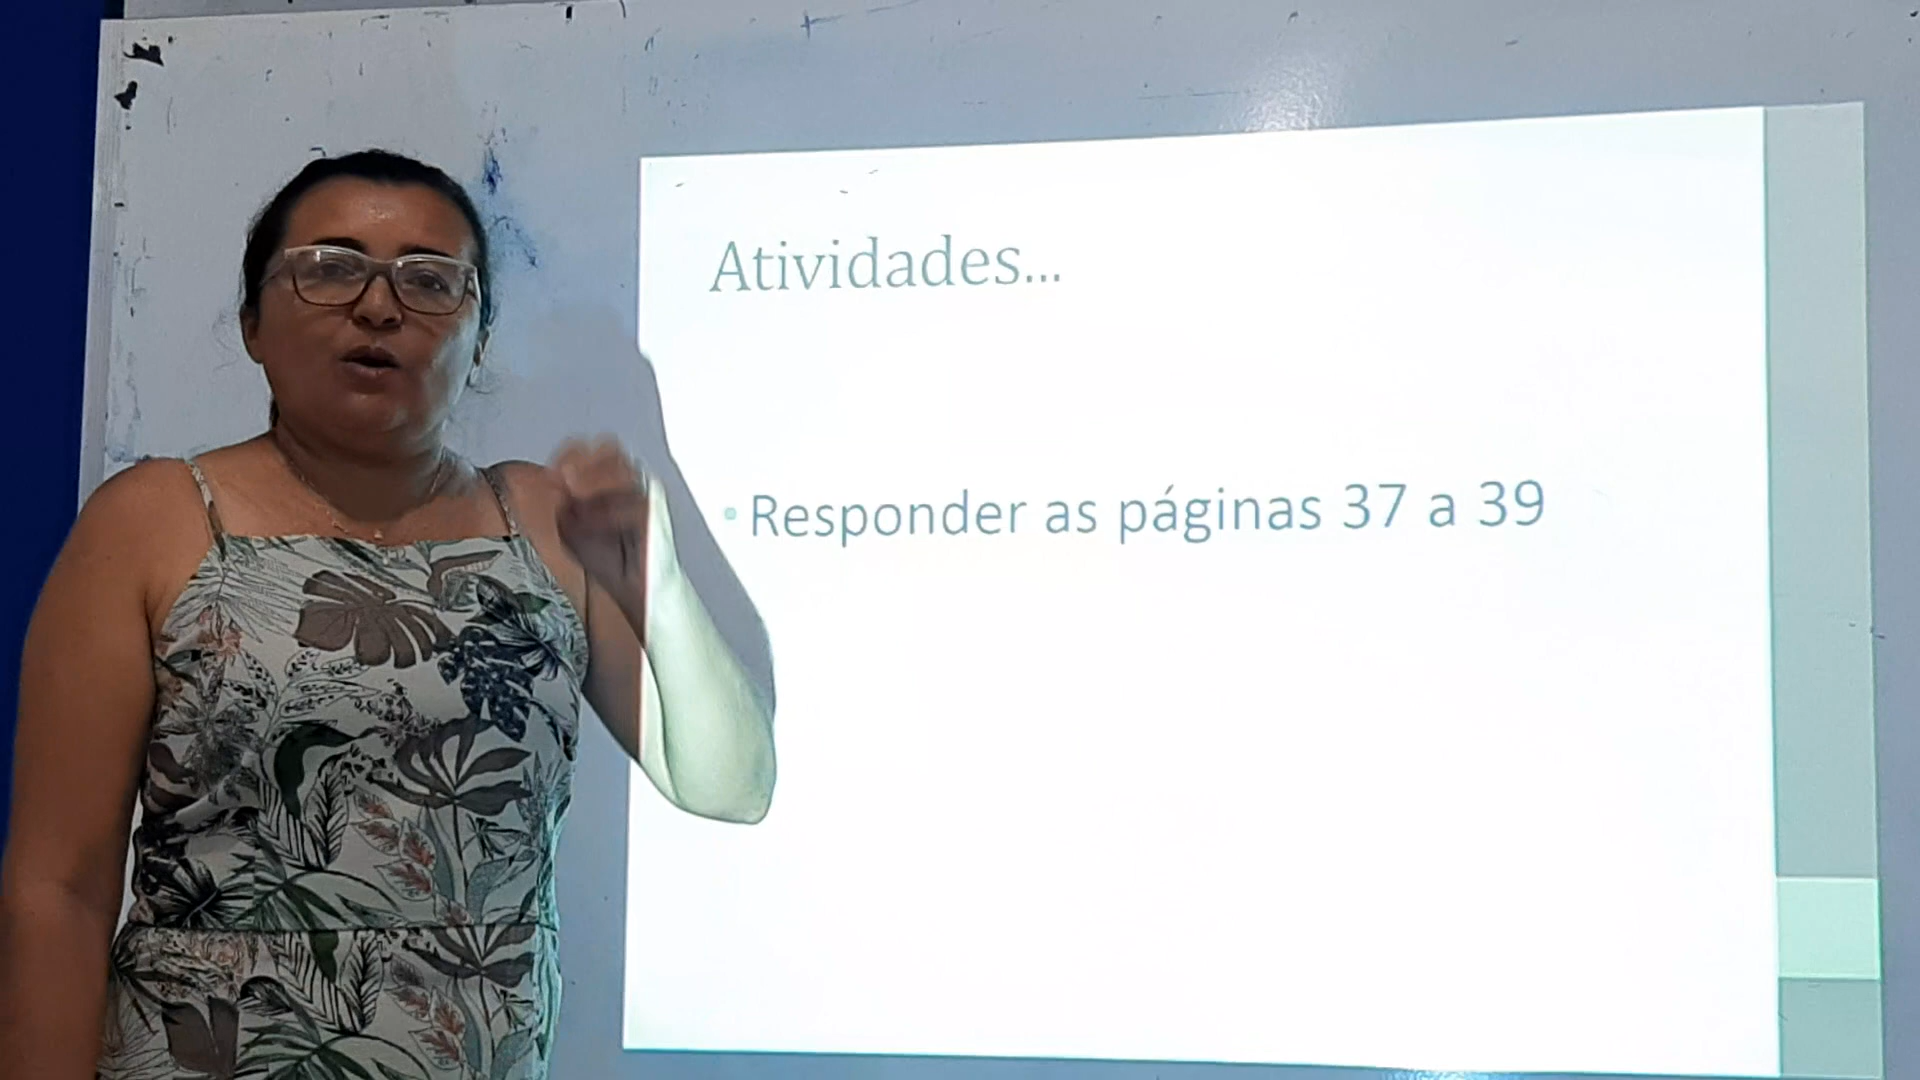 Atividades...
• Responder as páginas 37 a 39